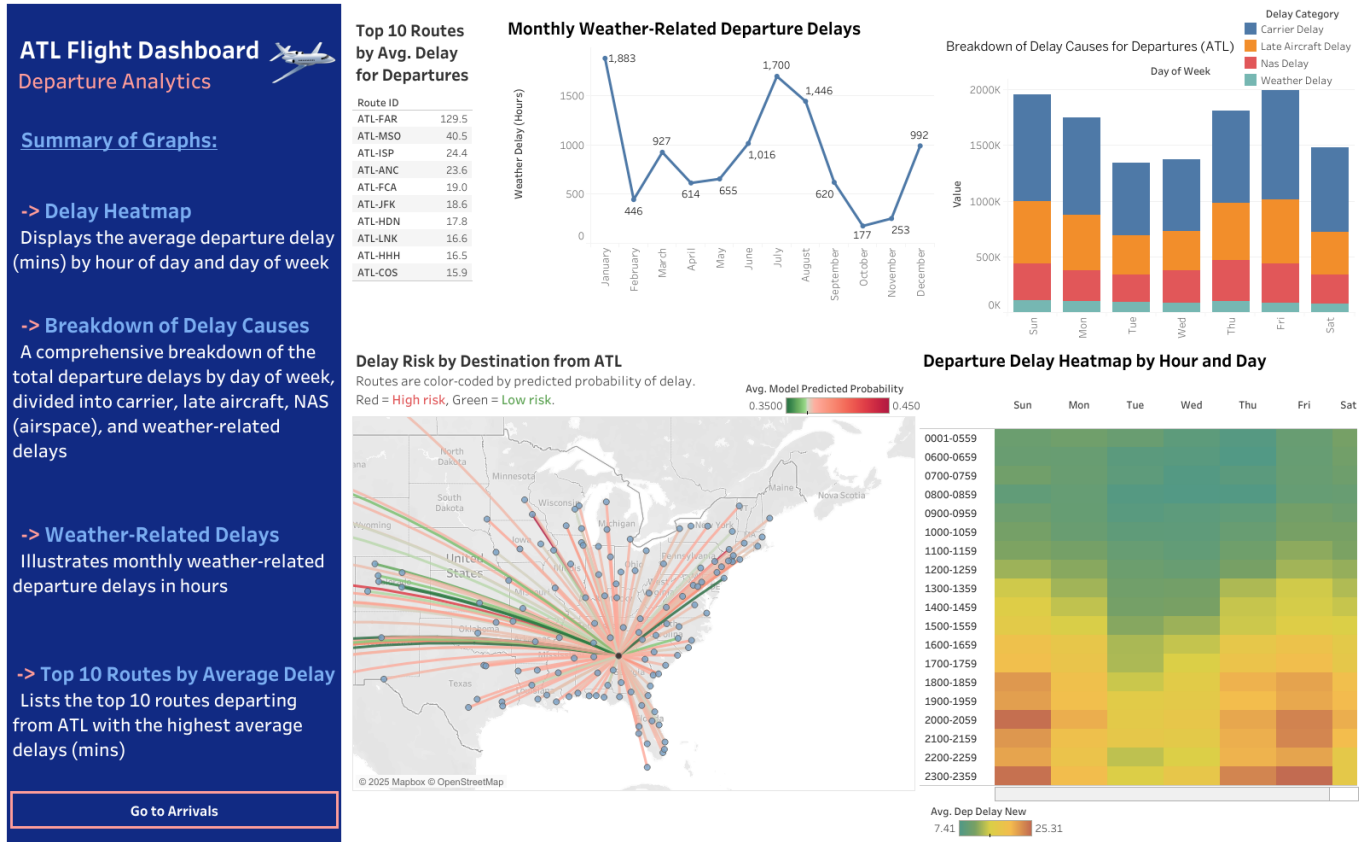 ATL Flight Dashboard
Departure Analytics
Summary of Graphs:
-> Delay Heatmap
Displays the average departure delay
(mins) by hour of day and day of week
-> Breakdown of Delay Causes
A comprehensive breakdown of the
total departure delays by day of week,
divided into carrier, late aircraft, NAS
(airspace), and weather-related
delays
-> Weather-Related Delays
Illustrates monthly weather-related
departure delays in hours
-> Top 10 Routes by Average Delay
Lists the top 10 routes departing
from ATL with the highest average
delays (mins)
Go to Arrivals
Top 10 Routes
by Avg. Delay
for Departures
Route ID
ATL-FAR 129.5
ATL-MSO 40.5
ATL-ISP 24.4
ATL-ANC 23.6
ATL-FCA 19.0
ATL-JFK 18.6
ATL-HDN 17.8
ATL-LNK 16.6
ATL-HHH 16.5
ATL-COS 15.9
Monthly Weather-Related Departure Delays
Weather Delay (Hours)
1500
1000
500
0
1,883
446
927
614
655
1,016
1,700
1,446
620
177
253
992
January
February
March
April
May
June
July
August
September
October
November
December
Breakdown of Delay Causes for Departures (ATL)
Delay Category
Carrier Delay
Late Aircraft Delay
Nas Delay
Weather Delay
Day of Week
Value
2000K
1500K
1000K
500K
0K
Sun
Mon
Tue
Wed
Thu
Fri
Sat
Delay Risk by Destination from ATL
Routes are color-coded by predicted probability of delay.
Red = High risk, Green = Low risk.
Avg. Model Predicted Probability
0.3500 0.450
North
Dakota
Minnesota
South
Dakota
Wisconsin
Michigan
Maine
Nova Scotia
Wyoming
Iowa
New York
Pennsylvania
United
States
Oklahoma
Texas
© 2025 Mapbox © OpenStreetMap
Departure Delay Heatmap by Hour and Day
Sun Mon Tue Wed Thu Fri Sat
0001-0559
0600-0659
0700-0759
0800-0859
0900-0959
1000-1059
1100-1159
1200-1259
1300-1359
1400-1459
1500-1559
1600-1659
1700-1759
1800-1859
1900-1959
2000-2059
2100-2159
2200-2259
2300-2359
Avg. Dep Delay New
7.41 25.31